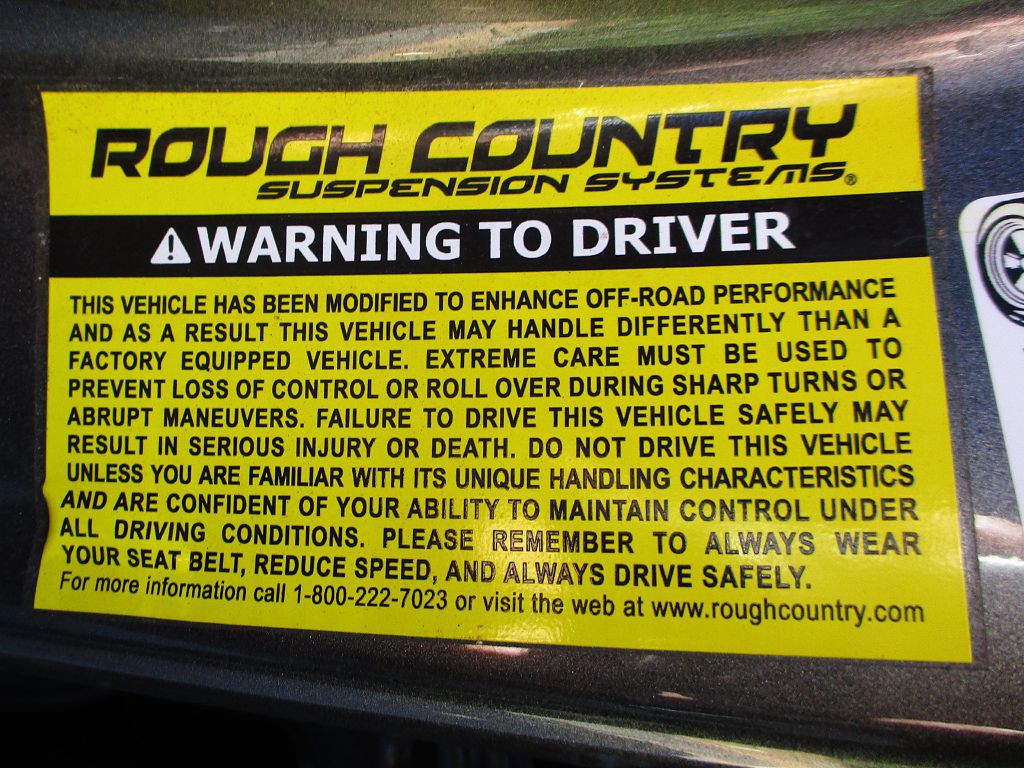 ROUGH COUNTRY
SUSPENSION SYSTEMS®
WARNING TO DRIVER
THIS VEHICLE HAS BEEN MODIFIED TO ENHANCE OFF-ROAD PERFORMANCE
AND AS A RESULT THIS VEHICLE MAY HANDLE DIFFERENTLY THAN A
FACTORY EQUIPPED VEHICLE. EXTREME CARE MUST BE USED TO
PREVENT LOSS OF CONTROL OR ROLL OVER DURING SHARP TURNS OR
ABRUPT MANEUVERS. FAILURE TO DRIVE THIS VEHICLE SAFELY MAY
RESULT IN SERIOUS INJURY OR DEATH. DO NOT DRIVE THIS VEHICLE
UNLESS YOU ARE FAMILIAR WITH ITS UNIQUE HANDLING CHARACTERISTICS
AND ARE CONFIDENT OF YOUR ABILITY TO MAINTAIN CONTROL UNDER
ALL DRIVING CONDITIONS. PLEASE REMEMBER TO ALWAYS WEAR
YOUR SEAT BELT, REDUCE SPEED, AND ALWAYS DRIVE SAFELY.
For more information call 1-800-222-7023 or visit the web at www.roughcountry.com